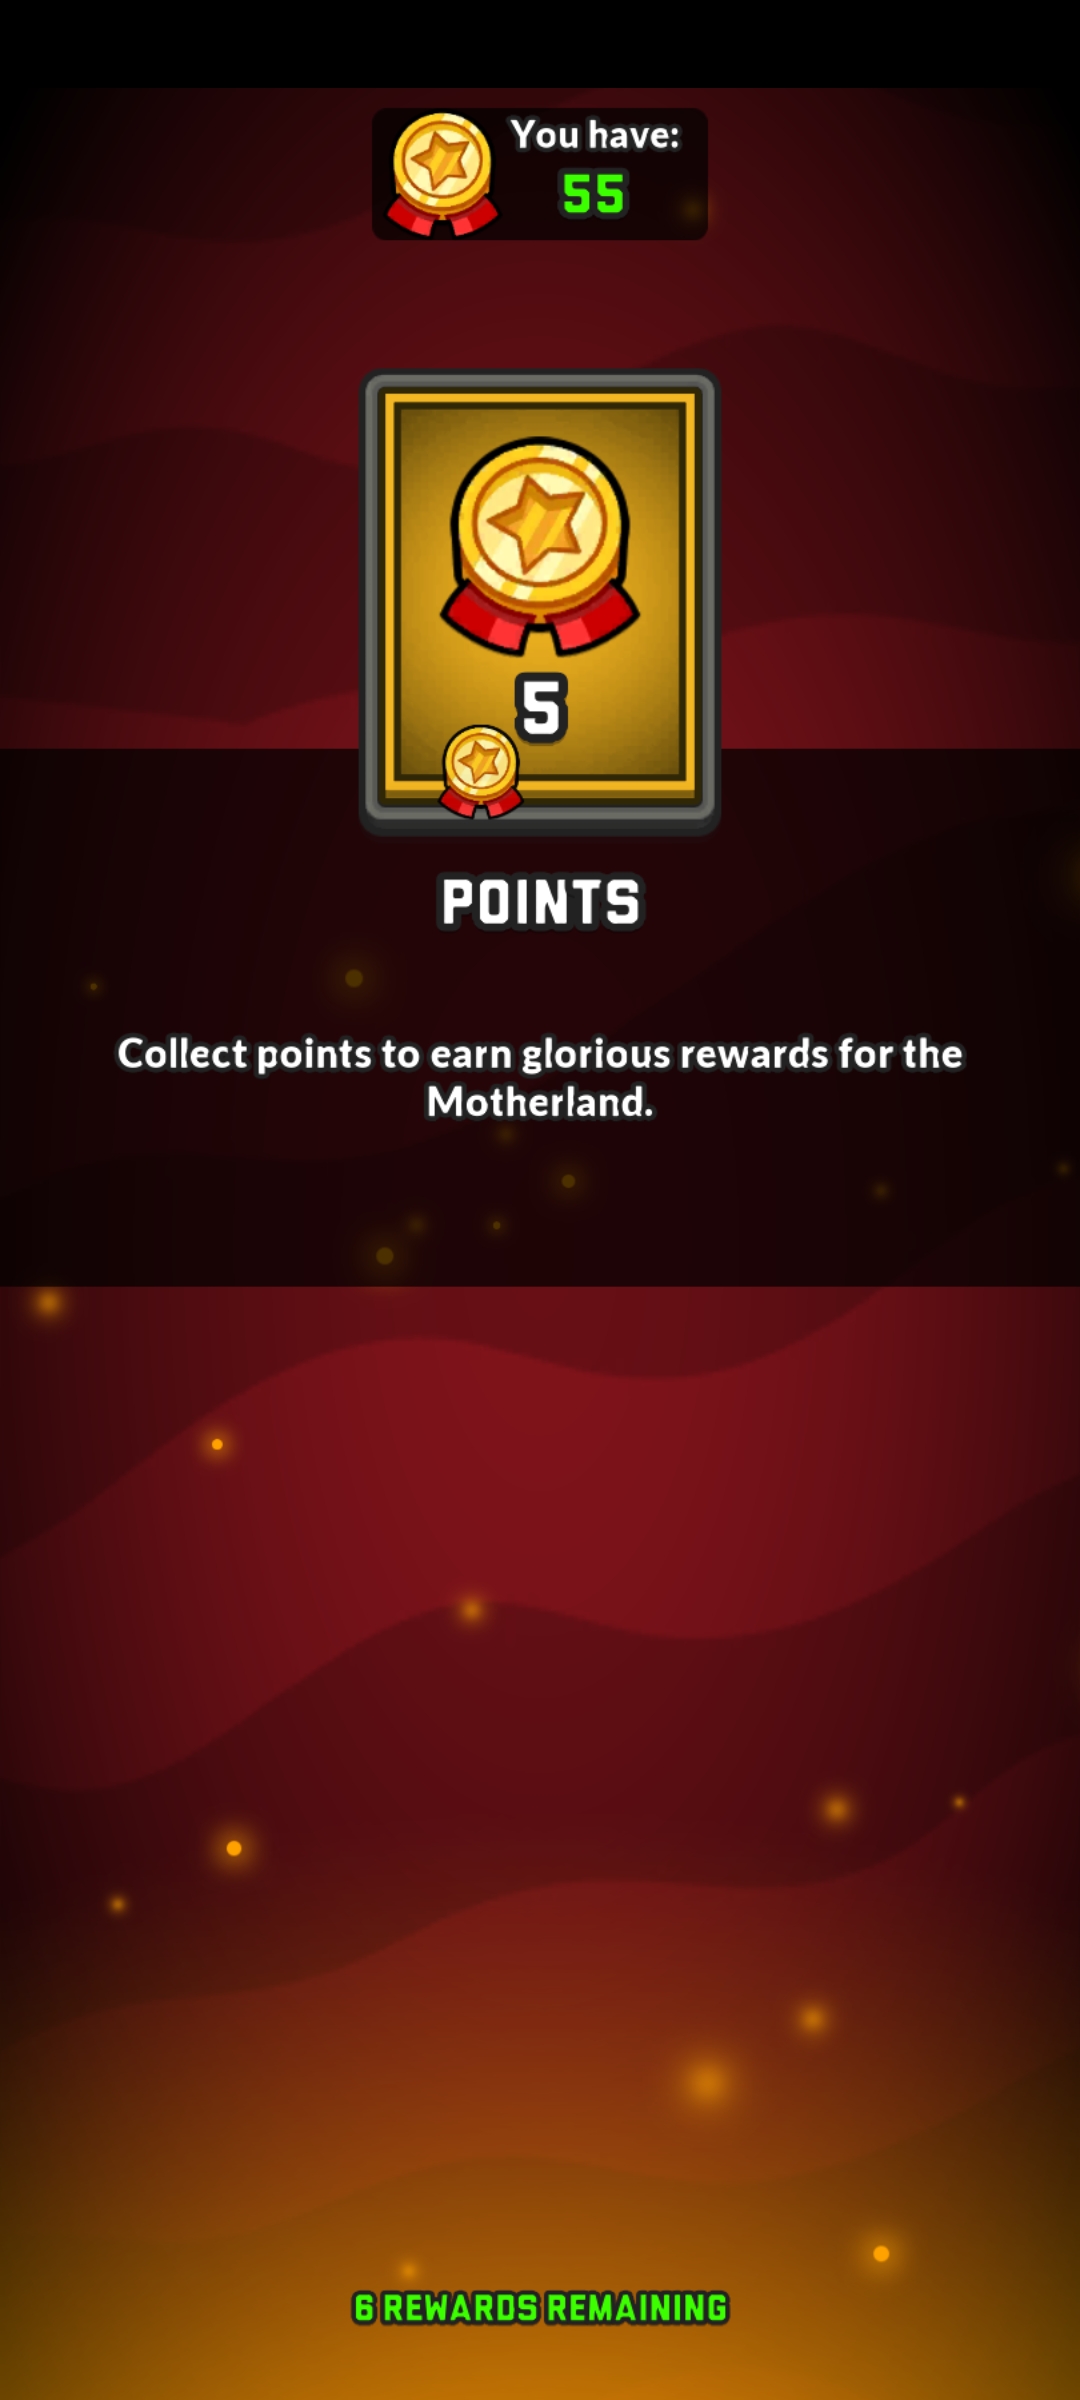 You have:
55
5
POINTS
Collect points to earn glorious rewards for the
Motherland.
6 REWARDS REMAINING